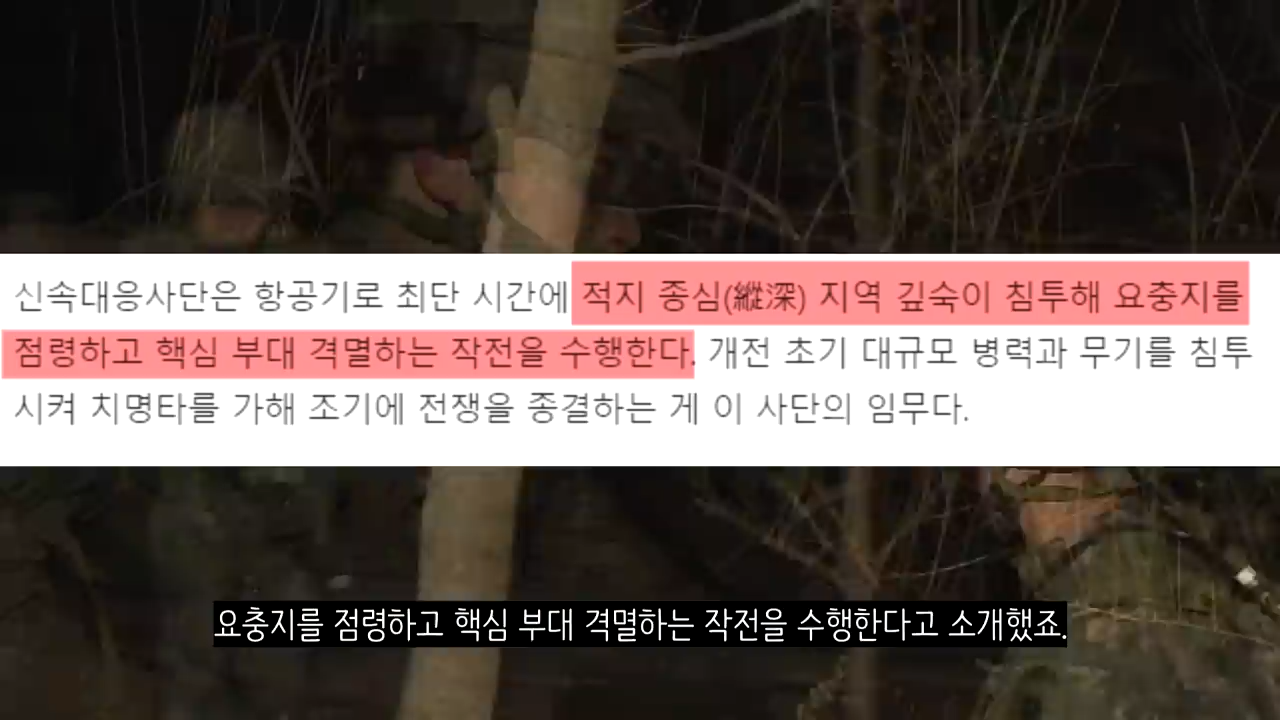 신속대응사단은 항공기로 최단 시간에 적지 종심(縱深) 지역 깊숙이 침투해 요충지를
점령하고 핵심 부대 격멸하는 작전을 수행한다. 개전 초기 대규모 병력과 무기를 침투
시켜 치명타를 가해 조기에 전쟁을 종결하는 게 이 사단의 임무다.
요충지를 점령하고 핵심 부대 격멸하는 작전을 수행한다고 소개했죠.